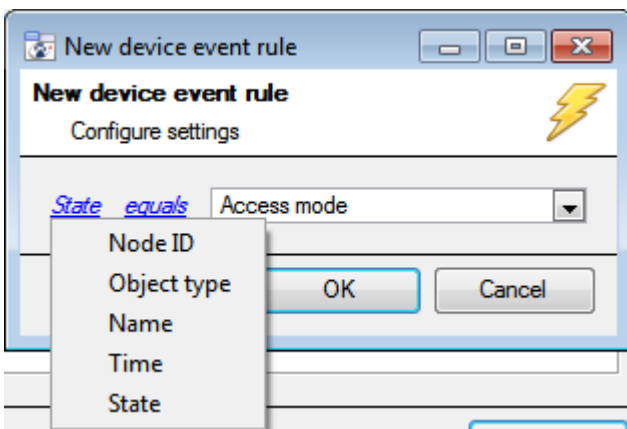 New device event rule
New device event rule
Configure settings
State equals Access mode
Node ID
Object type
Name
Time
State
OK Cancel